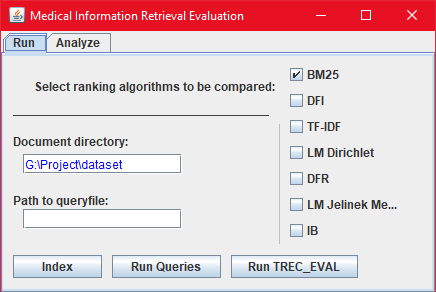 Medical Information Retrieval Evaluation
Run Analyze
Select ranking algorithms to be compared:
BM25
DFI
TF-IDF
LM Dirichlet
DFR
LM Jelinek Me...
IB
Document directory:
G:\Project\dataset
Path to queryfile:
Index Run Queries Run TREC_EVAL